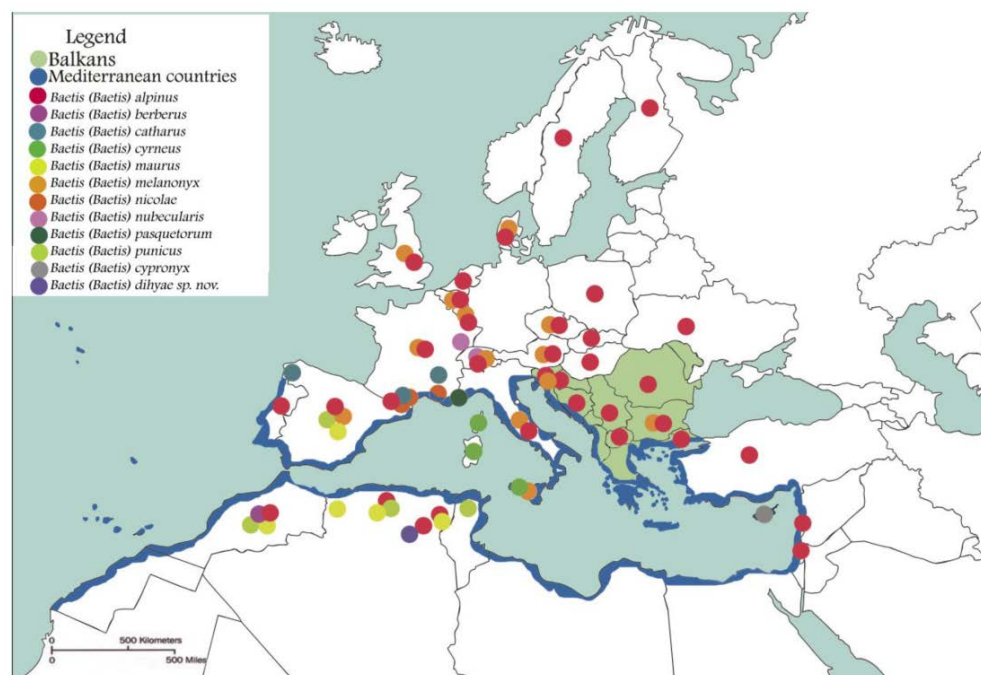 Legend
Balkans
Mediterranean countries
Baetis (Baetis) alpinus
Baetis (Baetis) berberus
Baetis (Baetis) catharus
Baetis (Baetis) cyrneus
Baetis (Baetis) maurus
Baetis (Baetis) melanonyx
Baetis (Baetis) nicolae
Baetis (Baetis) nubecularis
Baetis (Baetis) pasquetorum
Baetis (Baetis) punicus
Baetis (Baetis) cypronyx
Baetis (Baetis) dihyae sp. nov.
0 500 Kilometers
0 500 Miles